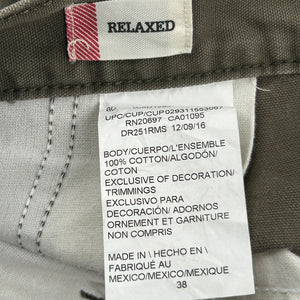 RELAXED
UPC/CUP/CUP029311553067
RN20697 CA01095
DR251RMS 12/09/16
BODY/CUERPO/L'ENSEMBLE
100% COTTON/ALGODÓN/
COTON
EXCLUSIVE OF DECORATION/
TRIMMINGS
EXCLUSIVO PARA
DECORACIÓN/ ADORNOS
ORNEMENT ET GARNITURE
NON COMPRIS
MADE IN \ HECHO EN \
FABRIQUÉ AU
MEXICO/MEXICO/MEXIQUE
38